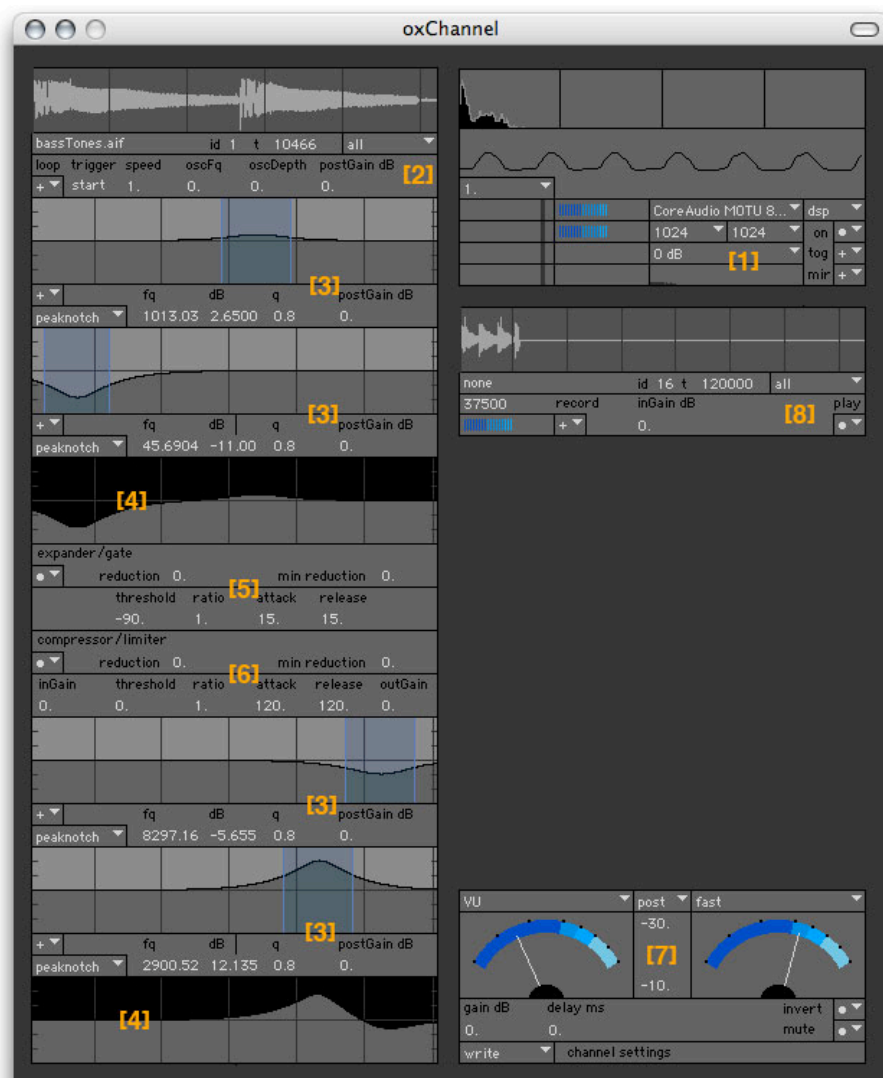 oxChannel
bassTones.aif id 1 t 10466 all
loop trigger speed oscFq oscDepth postGain dB [2]
+ start 1. 0. 0. 0.
[3]
+ fq dB q postGain dB
peaknotch 1013.03 2.6500 0.8 0.
[3]
+ fq dB q postGain dB
peaknotch 45.6904 -11.00 0.8 0.
[4]
expander/gate
reduction 0. min reduction 0.
[5]
threshold ratio attack release
-90. 1. 15. 15.
compressor/limiter
reduction 0. min reduction 0.
[6]
inGain threshold ratio attack release outGain
0. 0. 1. 120. 120. 0.
[3]
+ fq dB q postGain dB
peaknotch 8297.16 -5.655 0.8 0.
[3]
+ fq dB q postGain dB
peaknotch 2900.52 12.135 0.8 0.
[4]
1.
CoreAudio MOTU 8... dsp
1024 1024 on
0 dB [1] tog +
mir +
none id 16 t 120000 all
37500 record inGain dB [8] play
+ 0.
VU post fast
-30.
[7]
-10.
gain dB delay ms invert
0. 0. mute
write channel settings